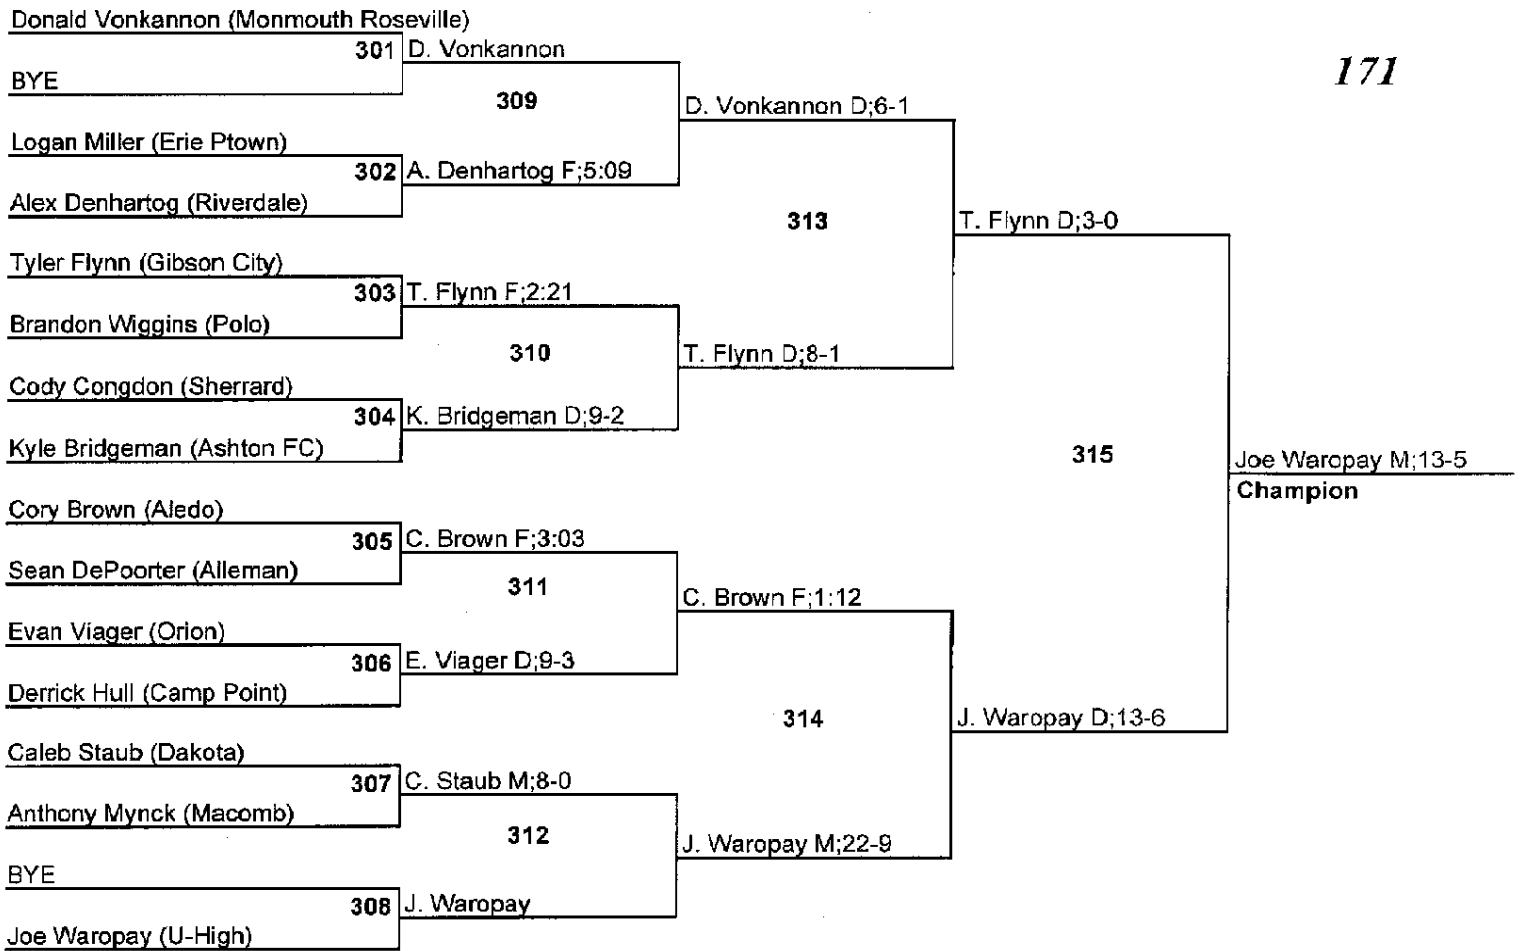 Donald Vonkannon (Monmouth Roseville)
301 D. Vonkannon
171
BYE
309
D. Vonkannon D;6-1
Logan Miller (Erie Ptown)
302 A. Denhartog F;5:09
Alex Denhartog (Riverdale)
313
T. Flynn D;3-0
Tyler Flynn (Gibson City)
303 T. Flynn F;2:21
Brandon Wiggins (Polo)
310
T. Flynn D;8-1
Cody Congdon (Sherrard)
304 K. Bridgeman D;9-2
Kyle Bridgeman (Ashton FC)
315
Joe Waropay M;13-5
Champion
Cory Brown (Aledo)
305 C. Brown F;3:03
Sean DePoorter (Alleman)
311
C. Brown F;1:12
Evan Viager (Orion)
306 E. Viager D;9-3
Derrick Hull (Camp Point)
314
J. Waropay D;13-6
Caleb Staub (Dakota)
307 C. Staub M;8-0
Anthony Mynck (Macomb)
312
J. Waropay M;22-9
BYE
308 J. Waropay
Joe Waropay (U-High)